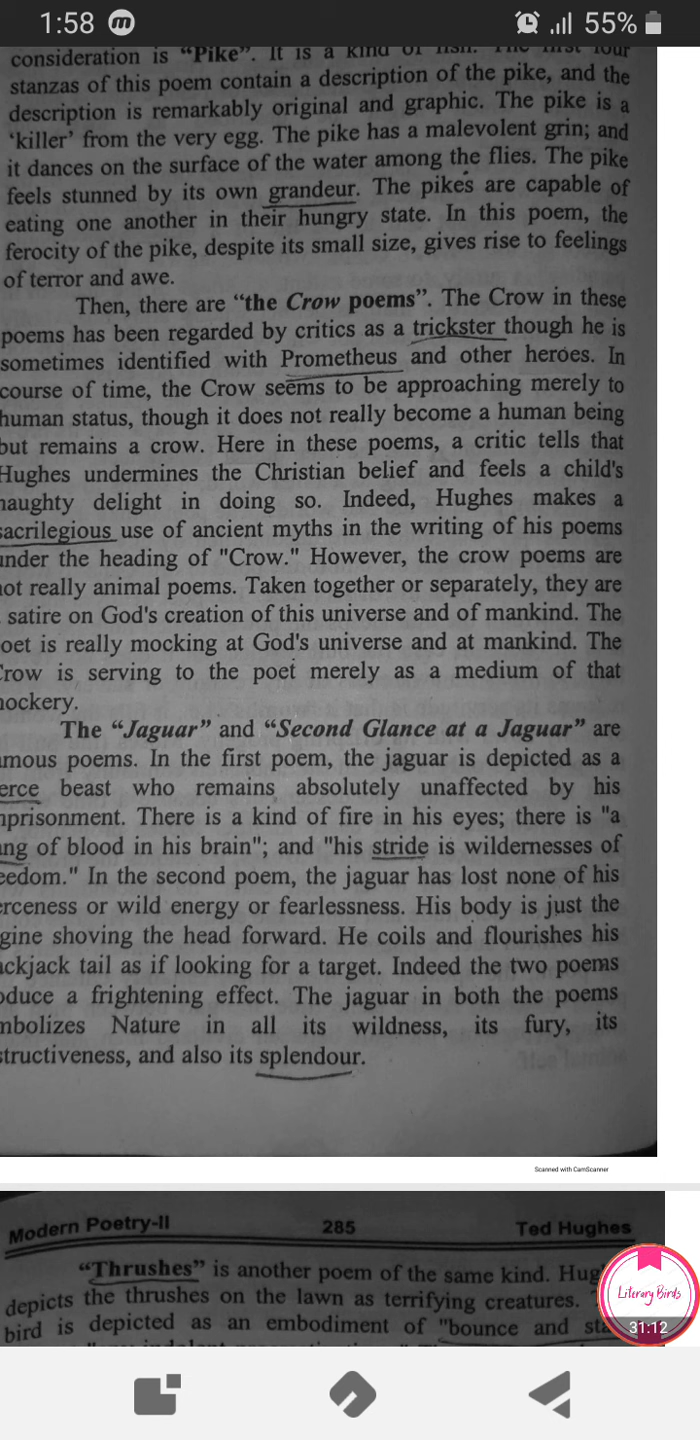 1:58 m 55%
consideration is “Pike”. It is a kind of fish. The first four
stanzas of this poem contain a description of the pike, and the
description is remarkably original and graphic. The pike is a
‘killer’ from the very egg. The pike has a malevolent grin; and
it dances on the surface of the water among the flies. The pike
feels stunned by its own grandeur. The pikes are capable of
eating one another in their hungry state. In this poem, the
ferocity of the pike, despite its small size, gives rise to feelings
of terror and awe.
Then, there are “the Crow poems”. The Crow in these
poems has been regarded by critics as a trickster though he is
sometimes identified with Prometheus and other heroes. In
course of time, the Crow seems to be approaching merely to
human status, though it does not really become a human being
but remains a crow. Here in these poems, a critic tells that
Hughes undermines the Christian belief and feels a child's
naughty delight in doing so. Indeed, Hughes makes a
sacrilegious use of ancient myths in the writing of his poems
under the heading of "Crow." However, the crow poems are
not really animal poems. Taken together or separately, they are
satire on God's creation of this universe and of mankind. The
oet is really mocking at God's universe and at mankind. The
Crow is serving to the poet merely as a medium of that
mockery.
The “Jaguar” and “Second Glance at a Jaguar” are
amous poems. In the first poem, the jaguar is depicted as a
erce beast who remains absolutely unaffected by his
mprisonment. There is a kind of fire in his eyes; there is "a
ang of blood in his brain"; and "his stride is wildernesses of
eedom." In the second poem, the jaguar has lost none of his
erceness or wild energy or fearlessness. His body is just the
gine shoving the head forward. He coils and flourishes his
ackjack tail as if looking for a target. Indeed the two poems
oduce a frightening effect. The jaguar in both the poems
mbolizes Nature in all its wildness, its fury, its
structiveness, and also its splendour.
Scanned with CamScanner
Modern Poetry-II 285 Ted Hughes
“Thrushes” is another poem of the same kind. Hug
depicts the thrushes on the lawn as terrifying creatures.
bird is depicted as an embodiment of "bounce and sta
Literary Birds
31:12